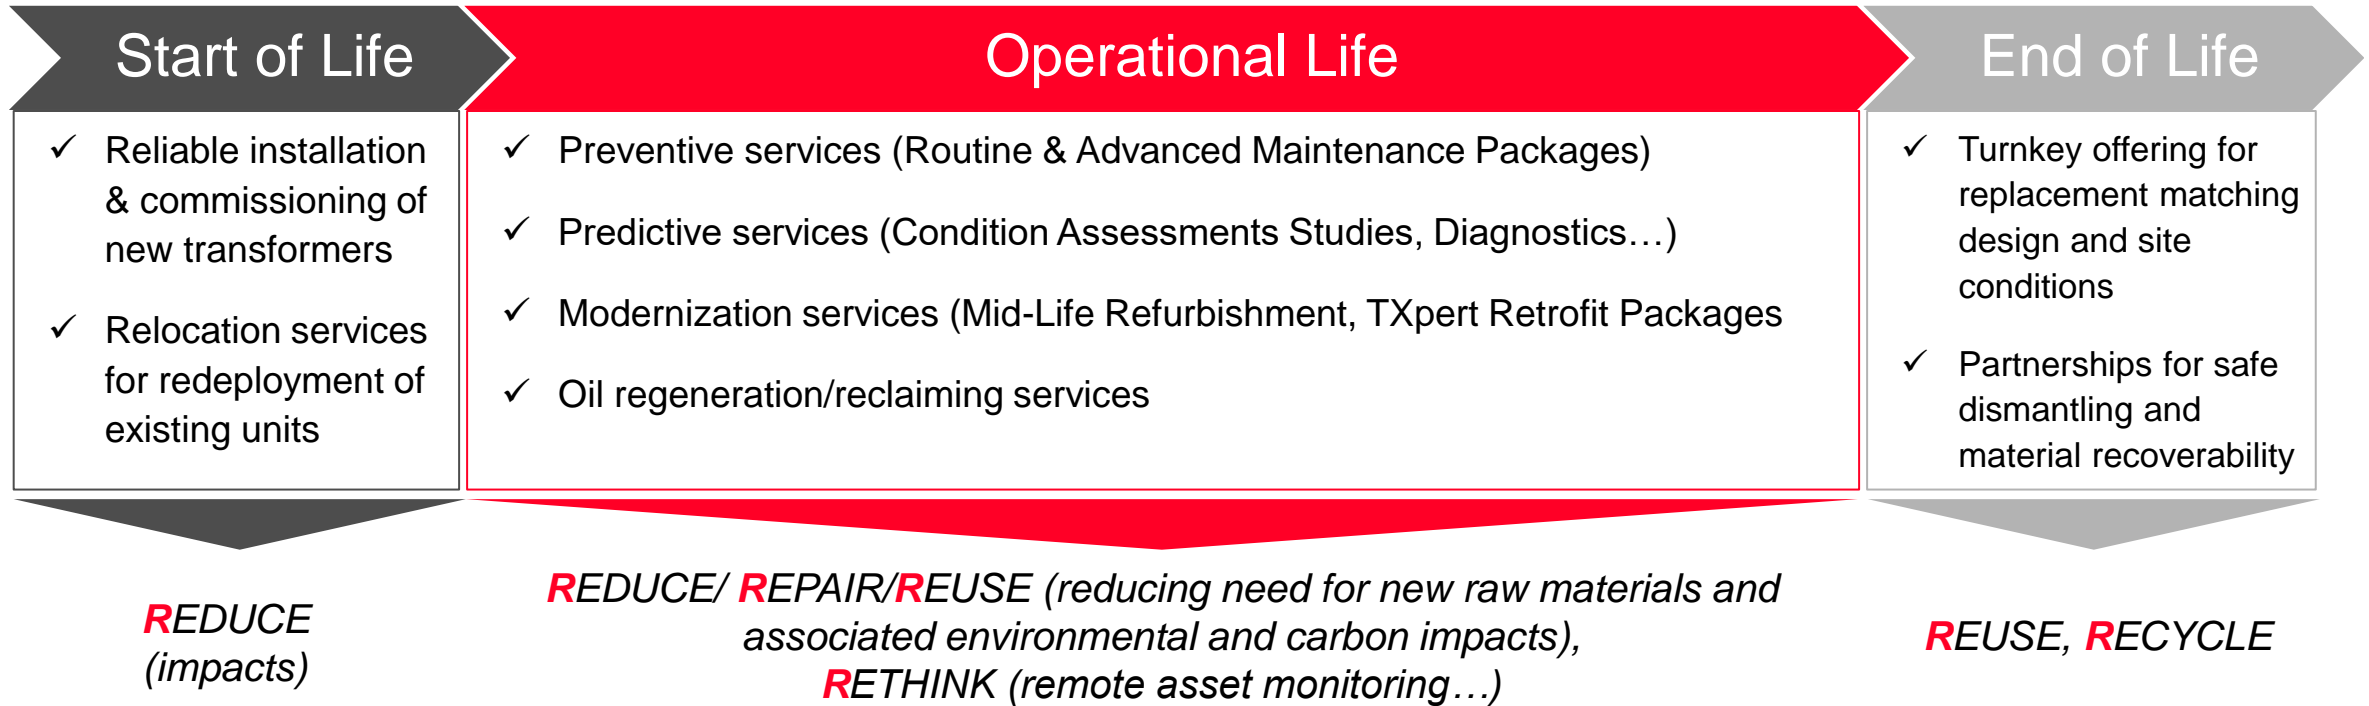 Start of Life
Operational Life
End of Life
✓ Reliable installation
& commissioning of
new transformers
✓ Relocation services
for redeployment of
existing units
✓ Preventive services (Routine & Advanced Maintenance Packages)
✓ Predictive services (Condition Assessments Studies, Diagnostics…)
✓ Modernization services (Mid-Life Refurbishment, TXpert Retrofit Packages
✓ Oil regeneration/reclaiming services
✓ Turnkey offering for
replacement matching
design and site
conditions
✓ Partnerships for safe
dismantling and
material recoverability
REDUCE
(impacts)
REDUCE/ REPAIR/REUSE (reducing need for new raw materials and
associated environmental and carbon impacts),
RETHINK (remote asset monitoring…)
REUSE, RECYCLE